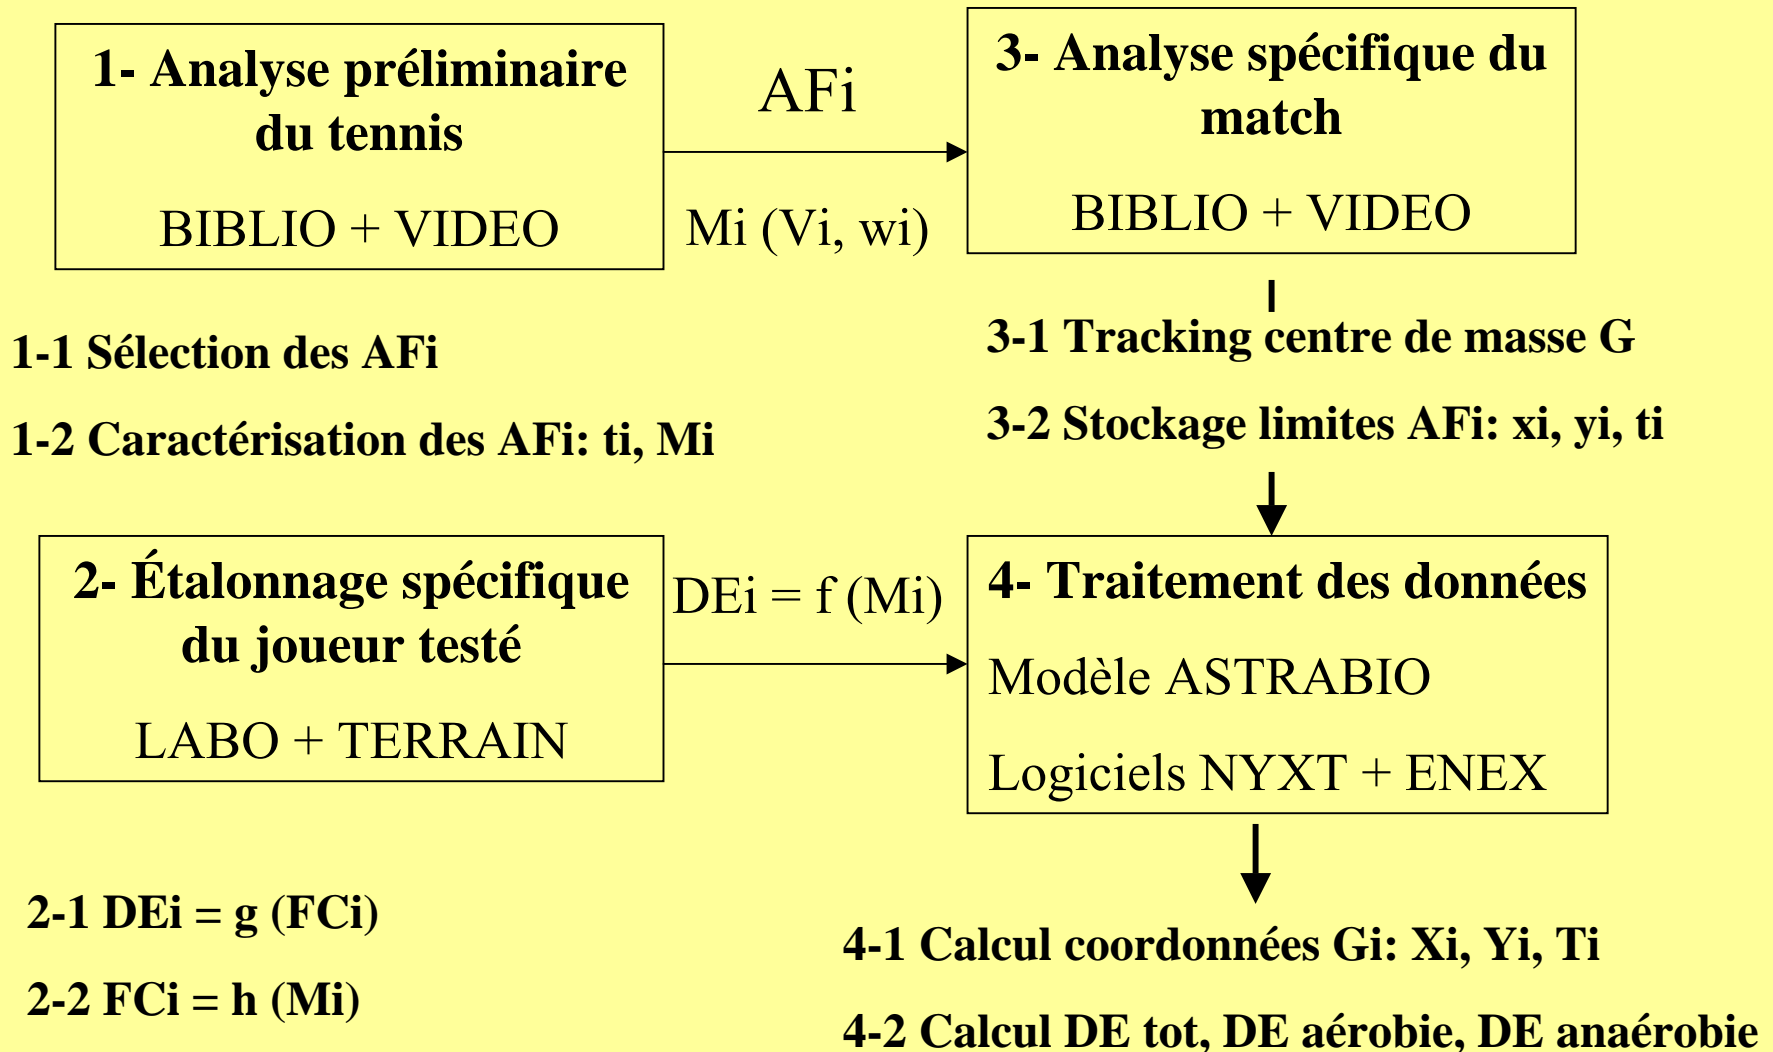 1- Analyse préliminaire
du tennis
BIBLIO + VIDEO
AFi
Mi (Vi, wi)
3- Analyse spécifique du
match
BIBLIO + VIDEO
1-1 Sélection des AFi
1-2 Caractérisation des AFi: ti, Mi
3-1 Tracking centre de masse G
3-2 Stockage limites AFi: xi, yi, ti
2- Étalonnage spécifique
du joueur testé
LABO + TERRAIN
DEi = f (Mi)
4- Traitement des données
Modèle ASTRABIO
Logiciels NYXT + ENEX
2-1 DEi = g (FCi)
2-2 FCi = h (Mi)
4-1 Calcul coordonnées Gi: Xi, Yi, Ti
4-2 Calcul DE tot, DE aérobie, DE anaérobie